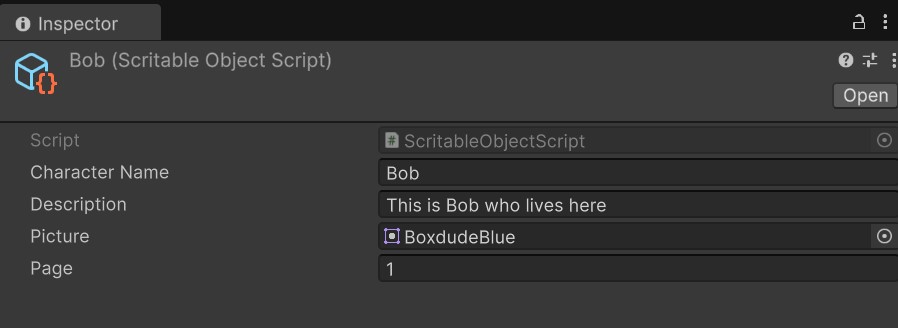 Inspector
Bob (Scritable Object Script)
Open
Script ScritableObjectScript
Character Name Bob
Description This is Bob who lives here
Picture BoxdudeBlue
Page 1